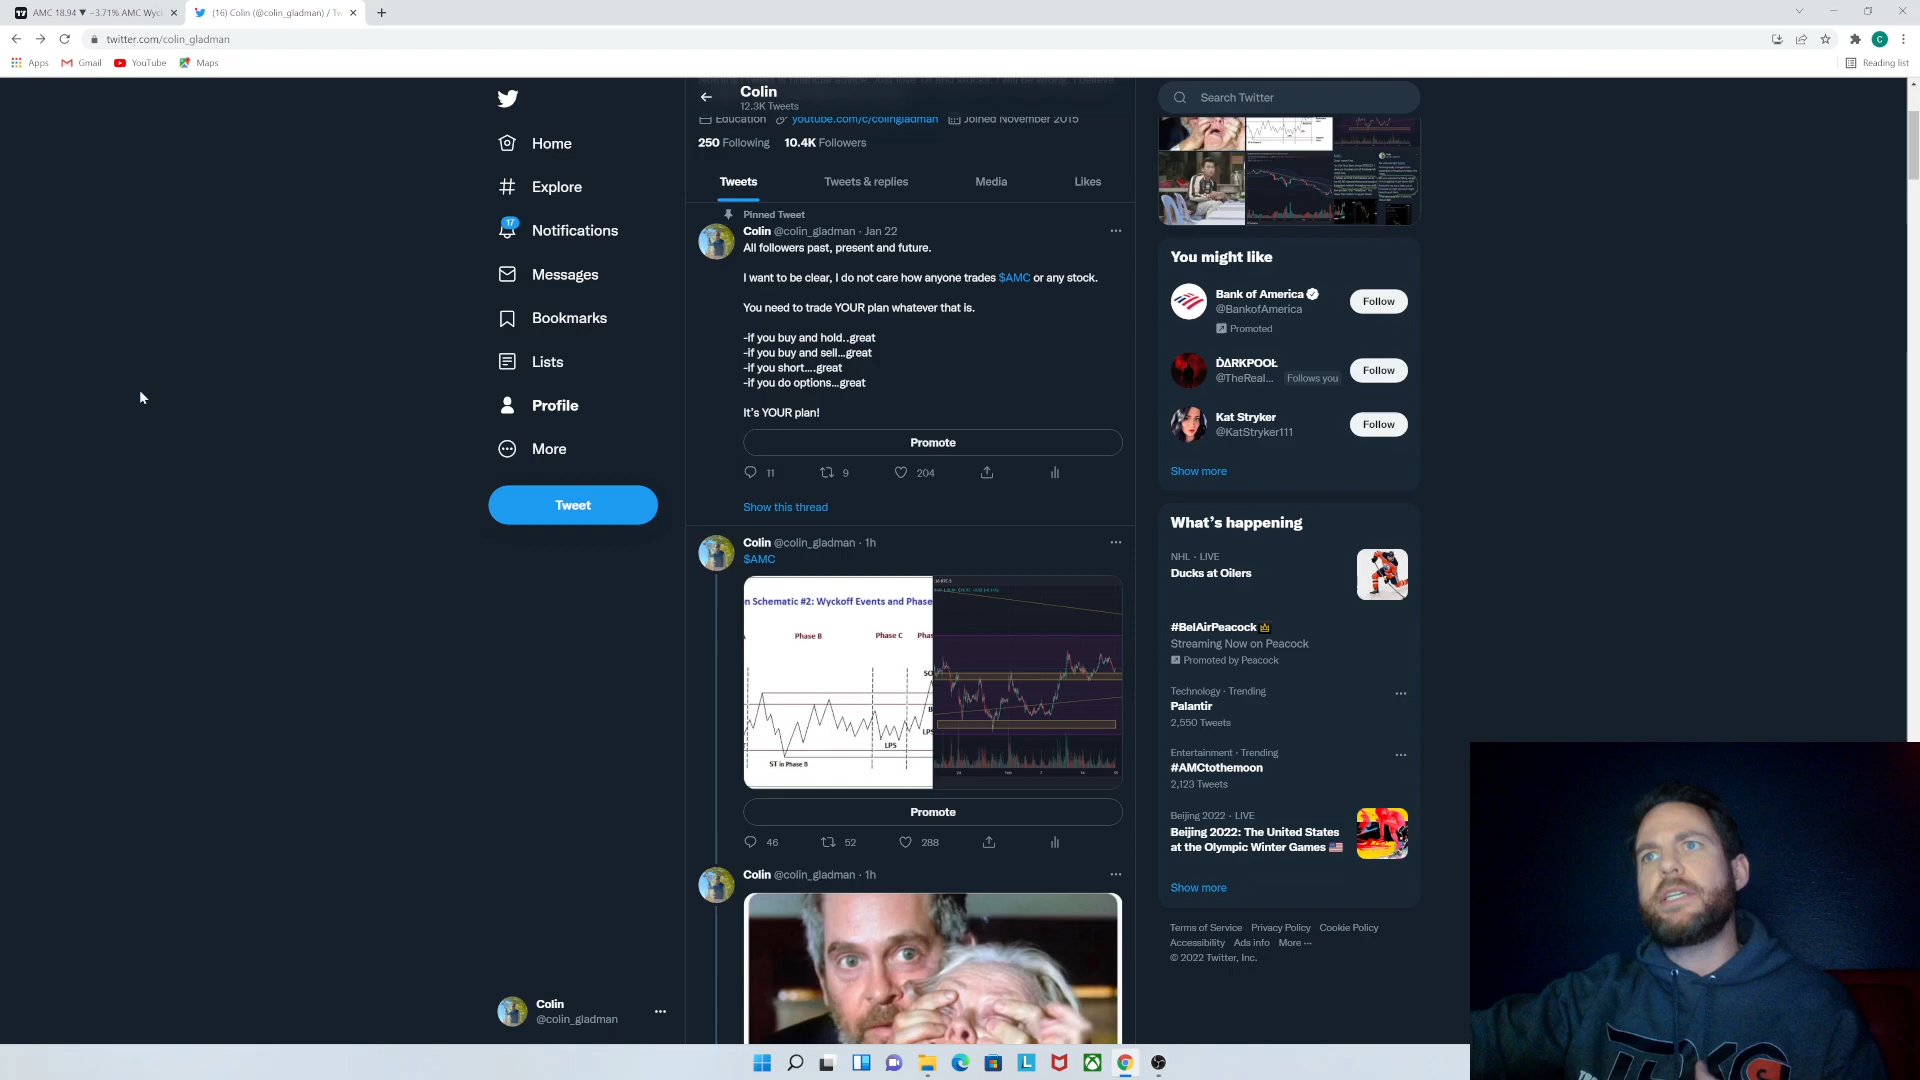 AMC 18.94 ▼ −3.71% AMC Wyc
(16) Colin (@colin_gladman) / Tw
twitter.com/colin_gladman
Apps
Gmail
YouTube
Maps
Reading list
Colin
12.3K Tweets
Education
youtube.com/c/colingladman
Joined November 2015
250 Following
10.4K Followers
Tweets
Tweets & replies
Media
Likes
17
Home
Explore
Notifications
Messages
Bookmarks
Lists
Profile
More
Tweet
Colin
@colin_gladman
Pinned Tweet
Colin @colin_gladman · Jan 22
All followers past, present and future.
I want to be clear, I do not care how anyone trades $AMC or any stock.
You need to trade YOUR plan whatever that is.
-if you buy and hold..great
-if you buy and sell...great
-if you short....great
-if you do options...great
It's YOUR plan!
Promote
11
9
204
Show this thread
Colin @colin_gladman · 1h
$AMC
n Schematic #2: Wyckoff Events and Phase
Phase B
Phase C
Phas
SO
B
LPS
LPS
ST in Phase B
Promote
46
52
288
Colin @colin_gladman · 1h
Search Twitter
You might like
Bank of America
@BankofAmerica
Promoted
Follow
ḊΔRKPOOŁ
@TheReal...
Follows you
Follow
Kat Stryker
@KatStryker111
Follow
Show more
What's happening
NHL · LIVE
Ducks at Oilers
#BelAirPeacock
Streaming Now on Peacock
Promoted by Peacock
Technology · Trending
Palantir
2,550 Tweets
Entertainment · Trending
#AMCtothemoon
2,123 Tweets
Beijing 2022 · LIVE
Beijing 2022: The United States
at the Olympic Winter Games
Show more
Terms of Service
Privacy Policy
Cookie Policy
Accessibility
Ads info
More ···
© 2022 Twitter, Inc.